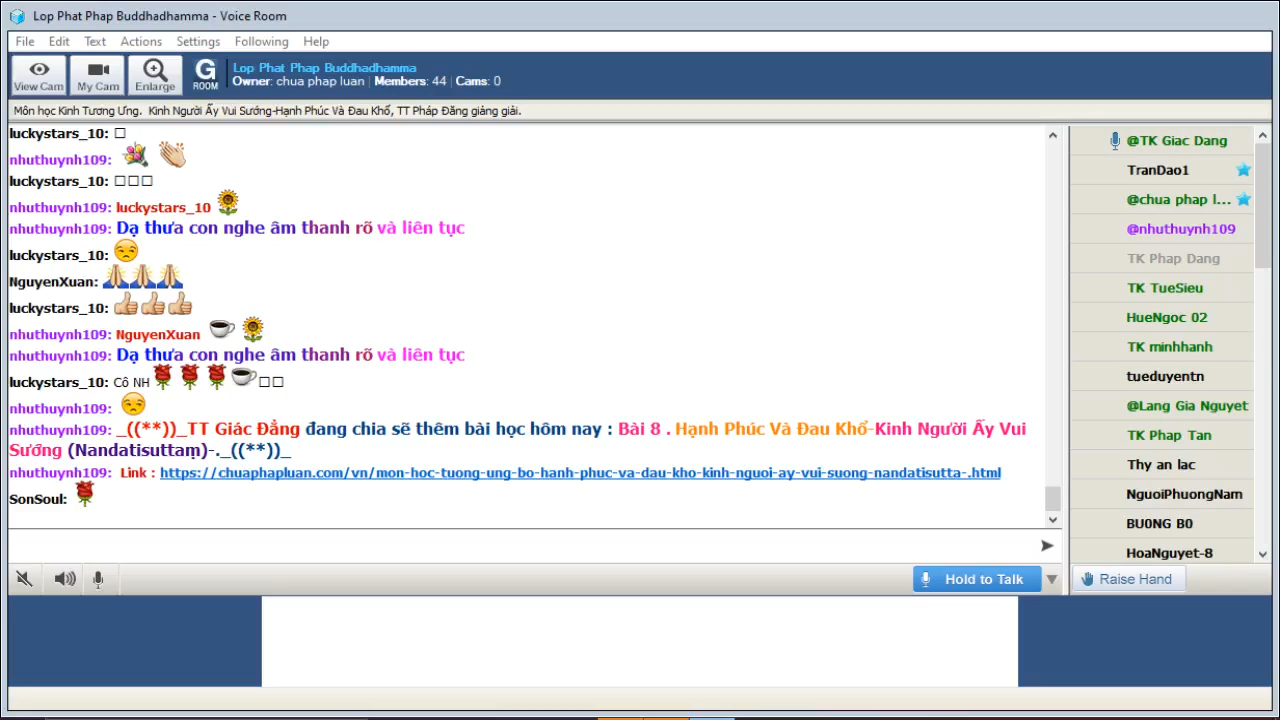 Lop Phat Phap Buddhadhamma - Voice Room
File Edit Text Actions Settings Following Help
View Cam My Cam Enlarge G ROOM
Lop Phat Phap Buddhadhamma
Owner: chua phap luan | Members: 44 | Cams: 0
Môn học Kinh Tương Ưng. Kinh Người Ấy Vui Sướng-Hạnh Phúc Và Đau Khổ, TT Pháp Đăng giảng giải.
luckystars_10:
nhuthuynh109:
luckystars_10:
nhuthuynh109: luckystars_10
nhuthuynh109: Dạ thưa con nghe âm thanh rõ và liên tục
luckystars_10:
NguyenXuan:
luckystars_10:
nhuthuynh109: NguyenXuan
nhuthuynh109: Dạ thưa con nghe âm thanh rõ và liên tục
luckystars_10: Cô NH
nhuthuynh109:
nhuthuynh109: _((**))_TT Giác Đẳng đang chia sẽ thêm bài học hôm nay : Bài 8 . Hạnh Phúc Và Đau Khổ-Kinh Người Ấy Vui
Sướng (Nandatisuttaṃ)-._((**))_
nhuthuynh109: Link : https://chuaphapluan.com/vn/mon-hoc-tuong-ung-bo-hanh-phuc-va-dau-kho-kinh-nguoi-ay-vui-suong-nandatisutta-.html
SonSoul:
@TK Giac Dang
TranDao1
@chua phap l...
@nhuthuynh109
TK Phap Dang
TK TueSieu
HueNgoc 02
TK minhhanh
tueduyentn
@Lang Gia Nguyet
TK Phap Tan
Thy an lac
NguoiPhuongNam
BU0NG B0
HoaNguyet-8
Hold to Talk
Raise Hand